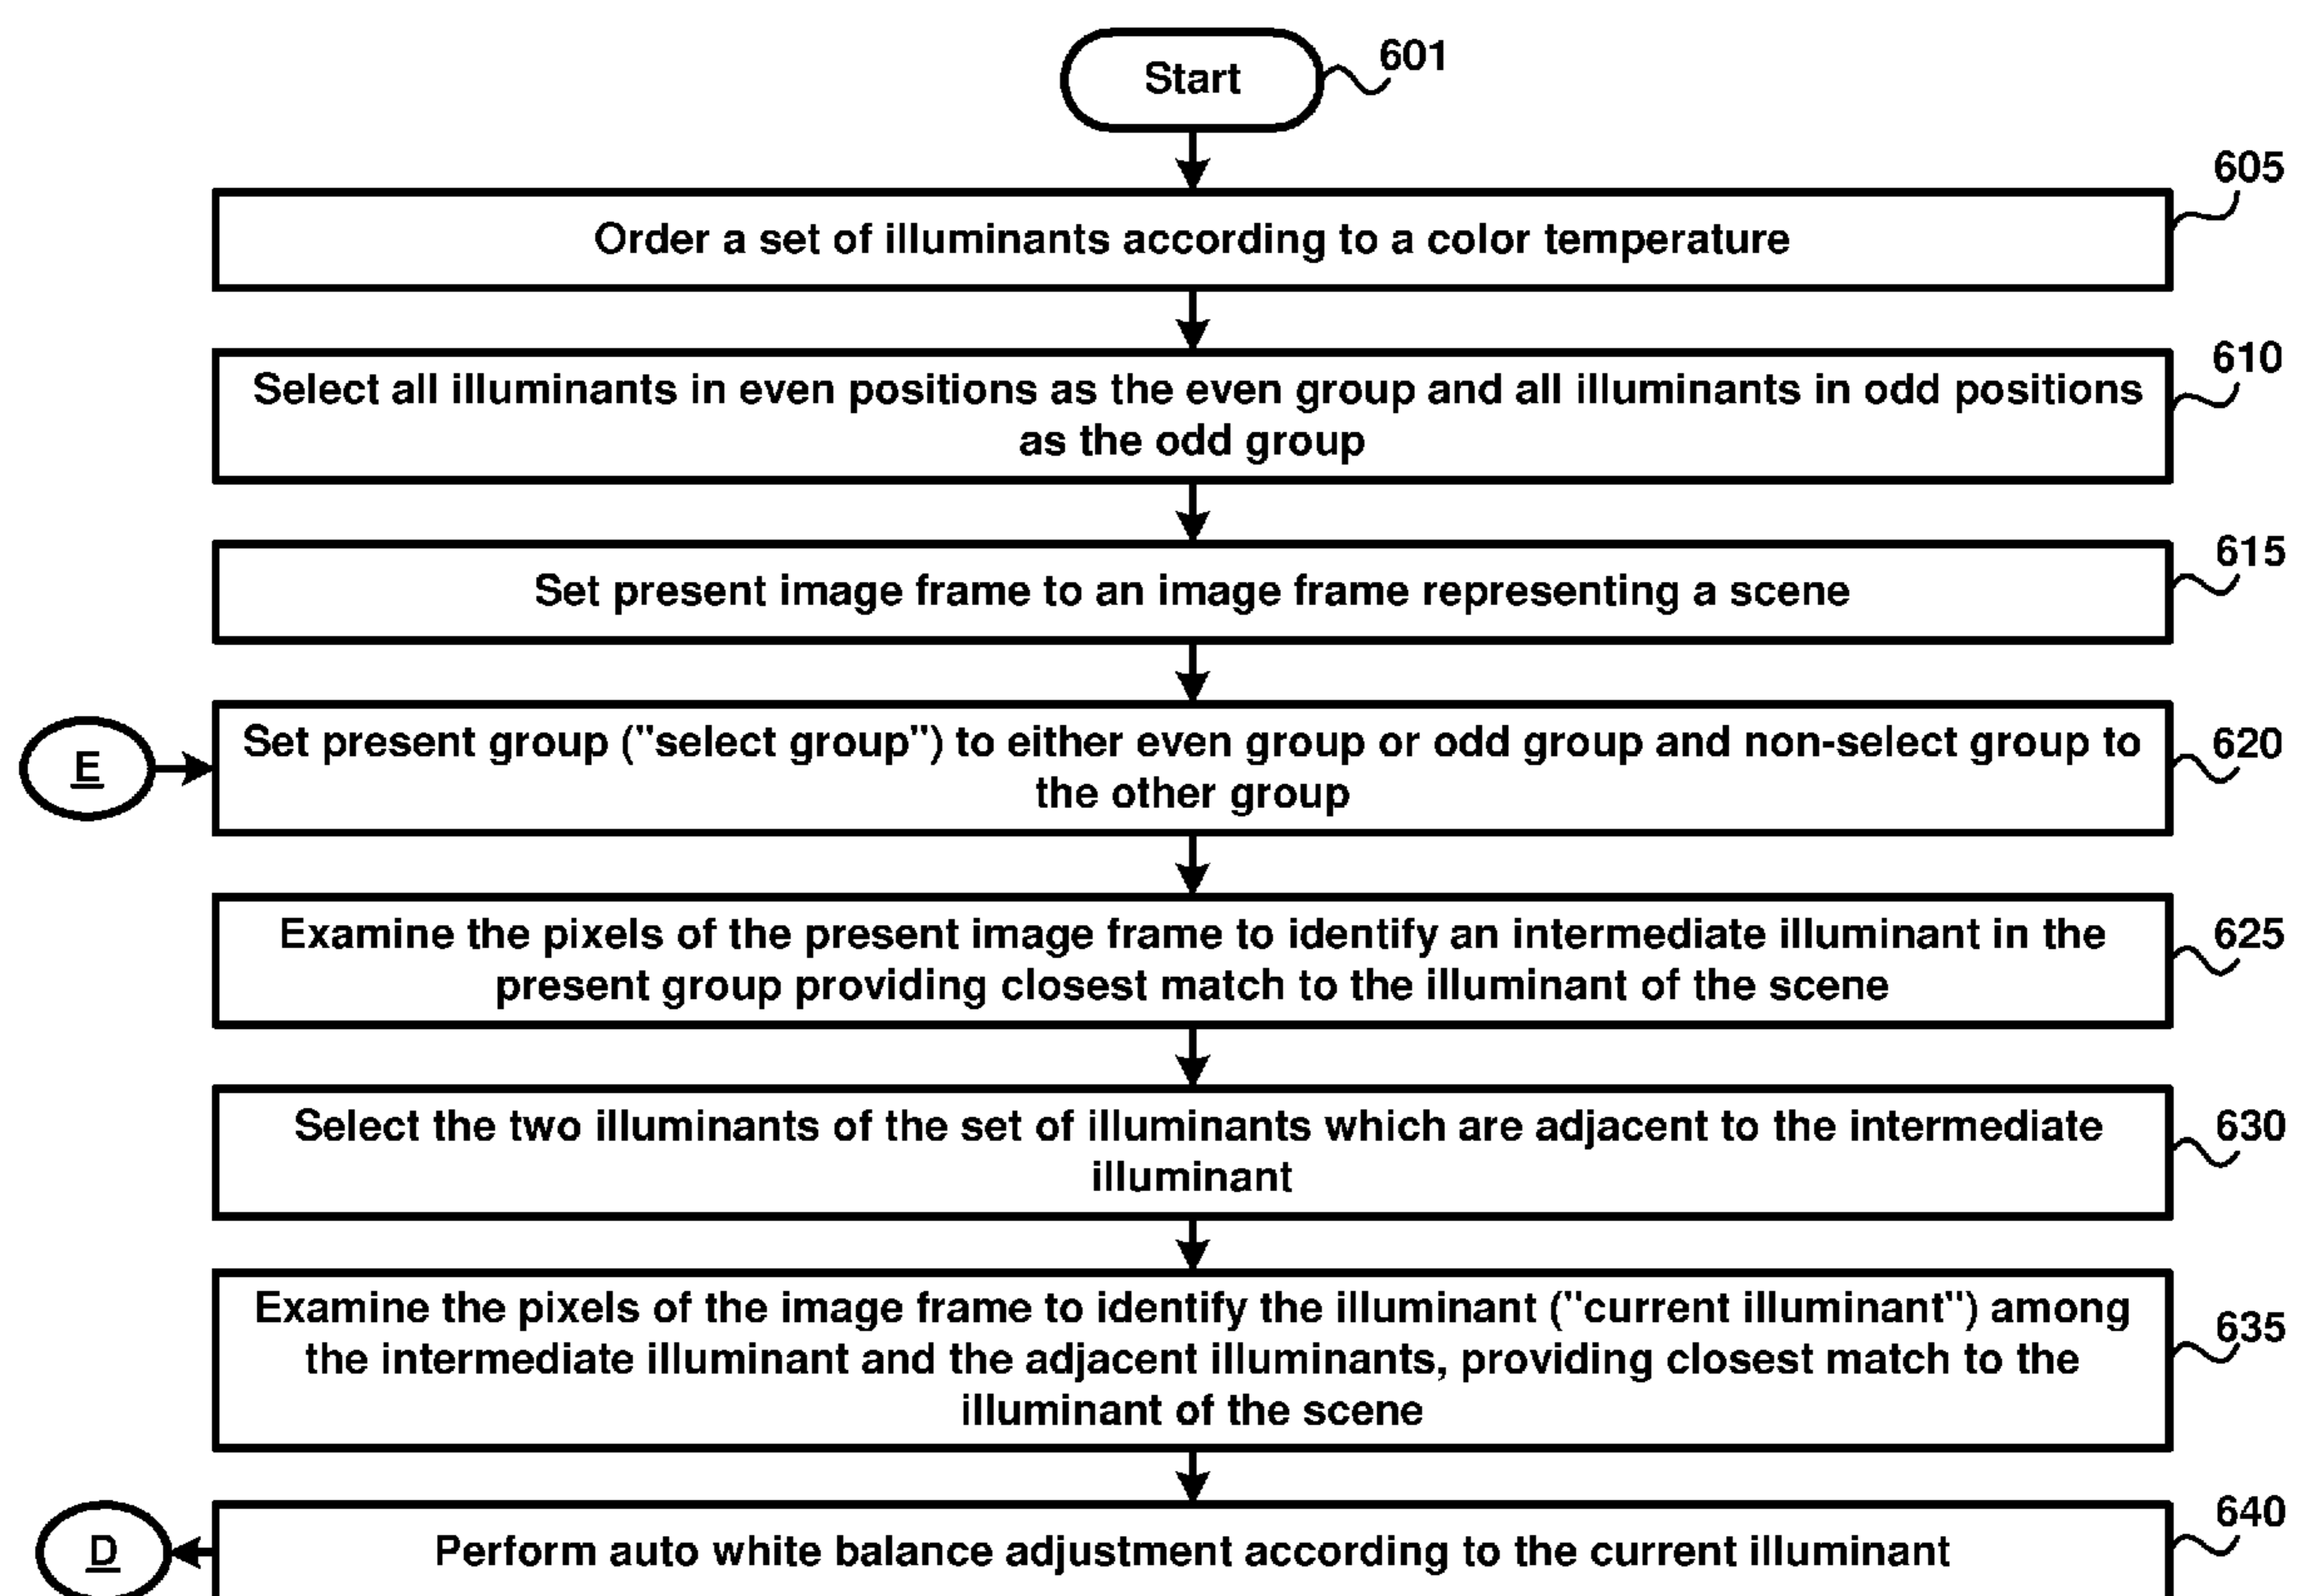 Start
601
605
Order a set of illuminants according to a color temperature
610
Select all illuminants in even positions as the even group and all illuminants in odd positions
as the odd group
615
Set present image frame to an image frame representing a scene
E
Set present group ("select group") to either even group or odd group and non-select group to
the other group
620
Examine the pixels of the present image frame to identify an intermediate illuminant in the
present group providing closest match to the illuminant of the scene
625
Select the two illuminants of the set of illuminants which are adjacent to the intermediate
illuminant
630
Examine the pixels of the image frame to identify the illuminant ("current illuminant") among
the intermediate illuminant and the adjacent illuminants, providing closest match to the
illuminant of the scene
635
640
D
Perform auto white balance adjustment according to the current illuminant